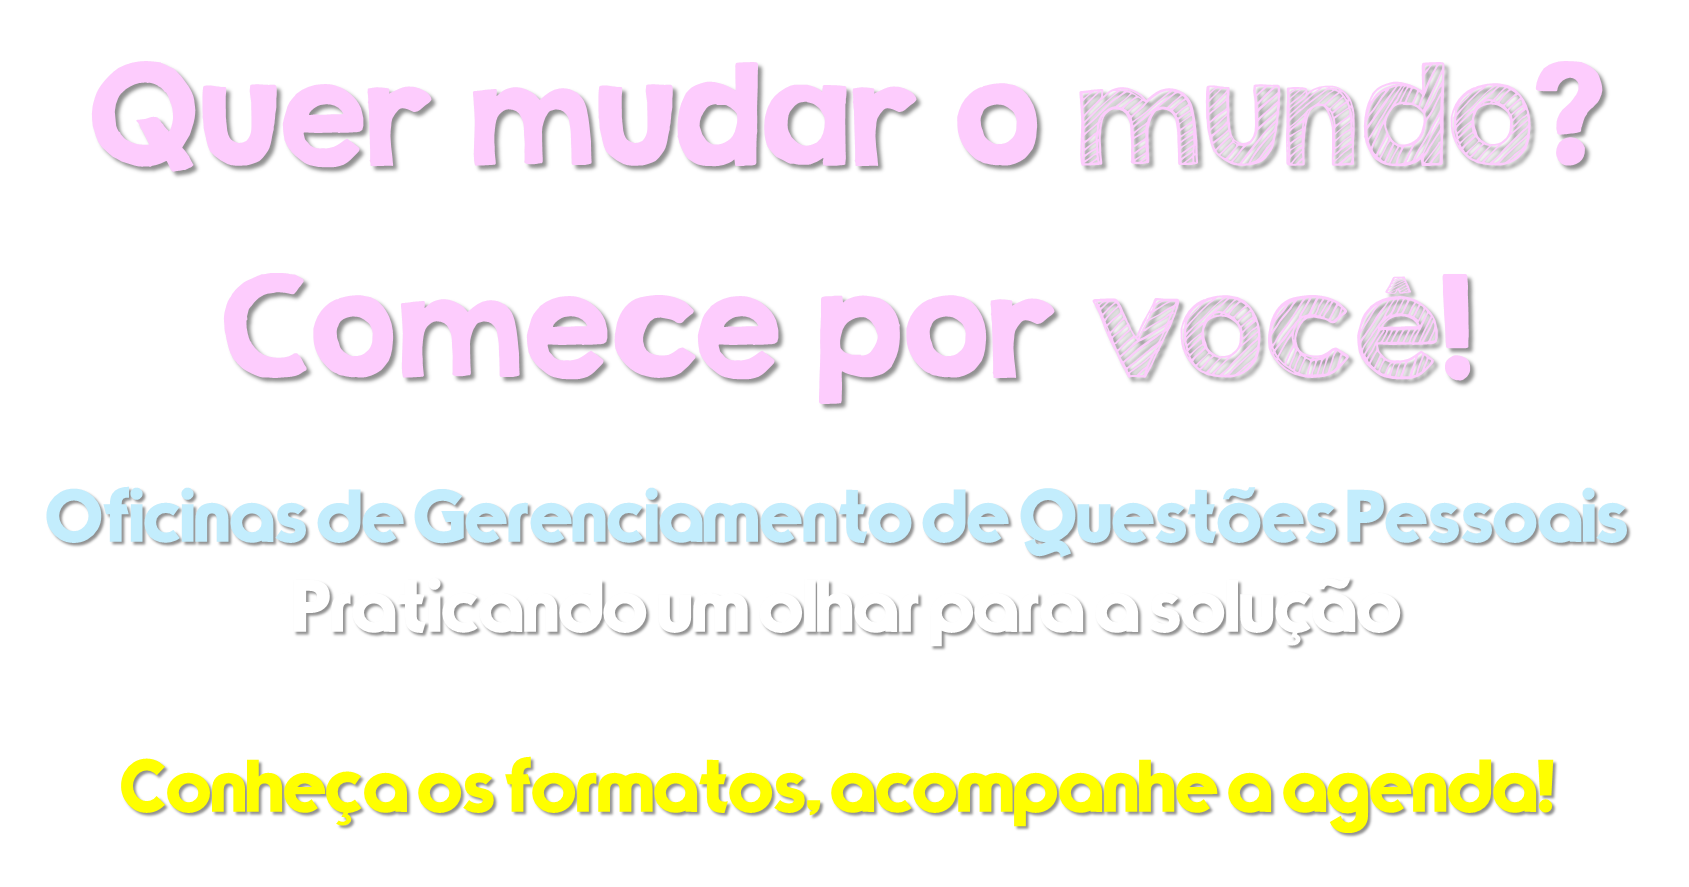 Quer mudar o mundo?
Comece por você!
Oficinas de Gerenciamento de Questões Pessoais
Praticando um olhar para a solução
Conheça os formatos, acompanhe a agenda!